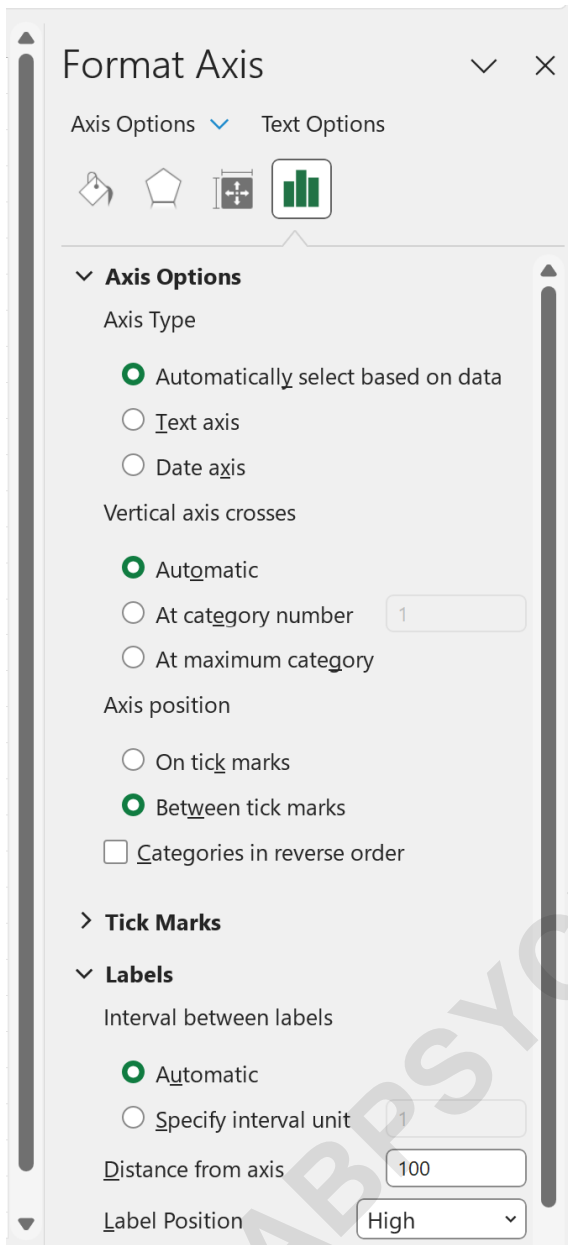 Format Axis
Axis Options Text Options
Axis Options
Axis Type
Automatically select based on data
Text axis
Date axis
Vertical axis crosses
Automatic
At category number 1
At maximum category
Axis position
On tick marks
Between tick marks
Categories in reverse order
Tick Marks
Labels
Interval between labels
Automatic
Specify interval unit 1
Distance from axis 100
Label Position High